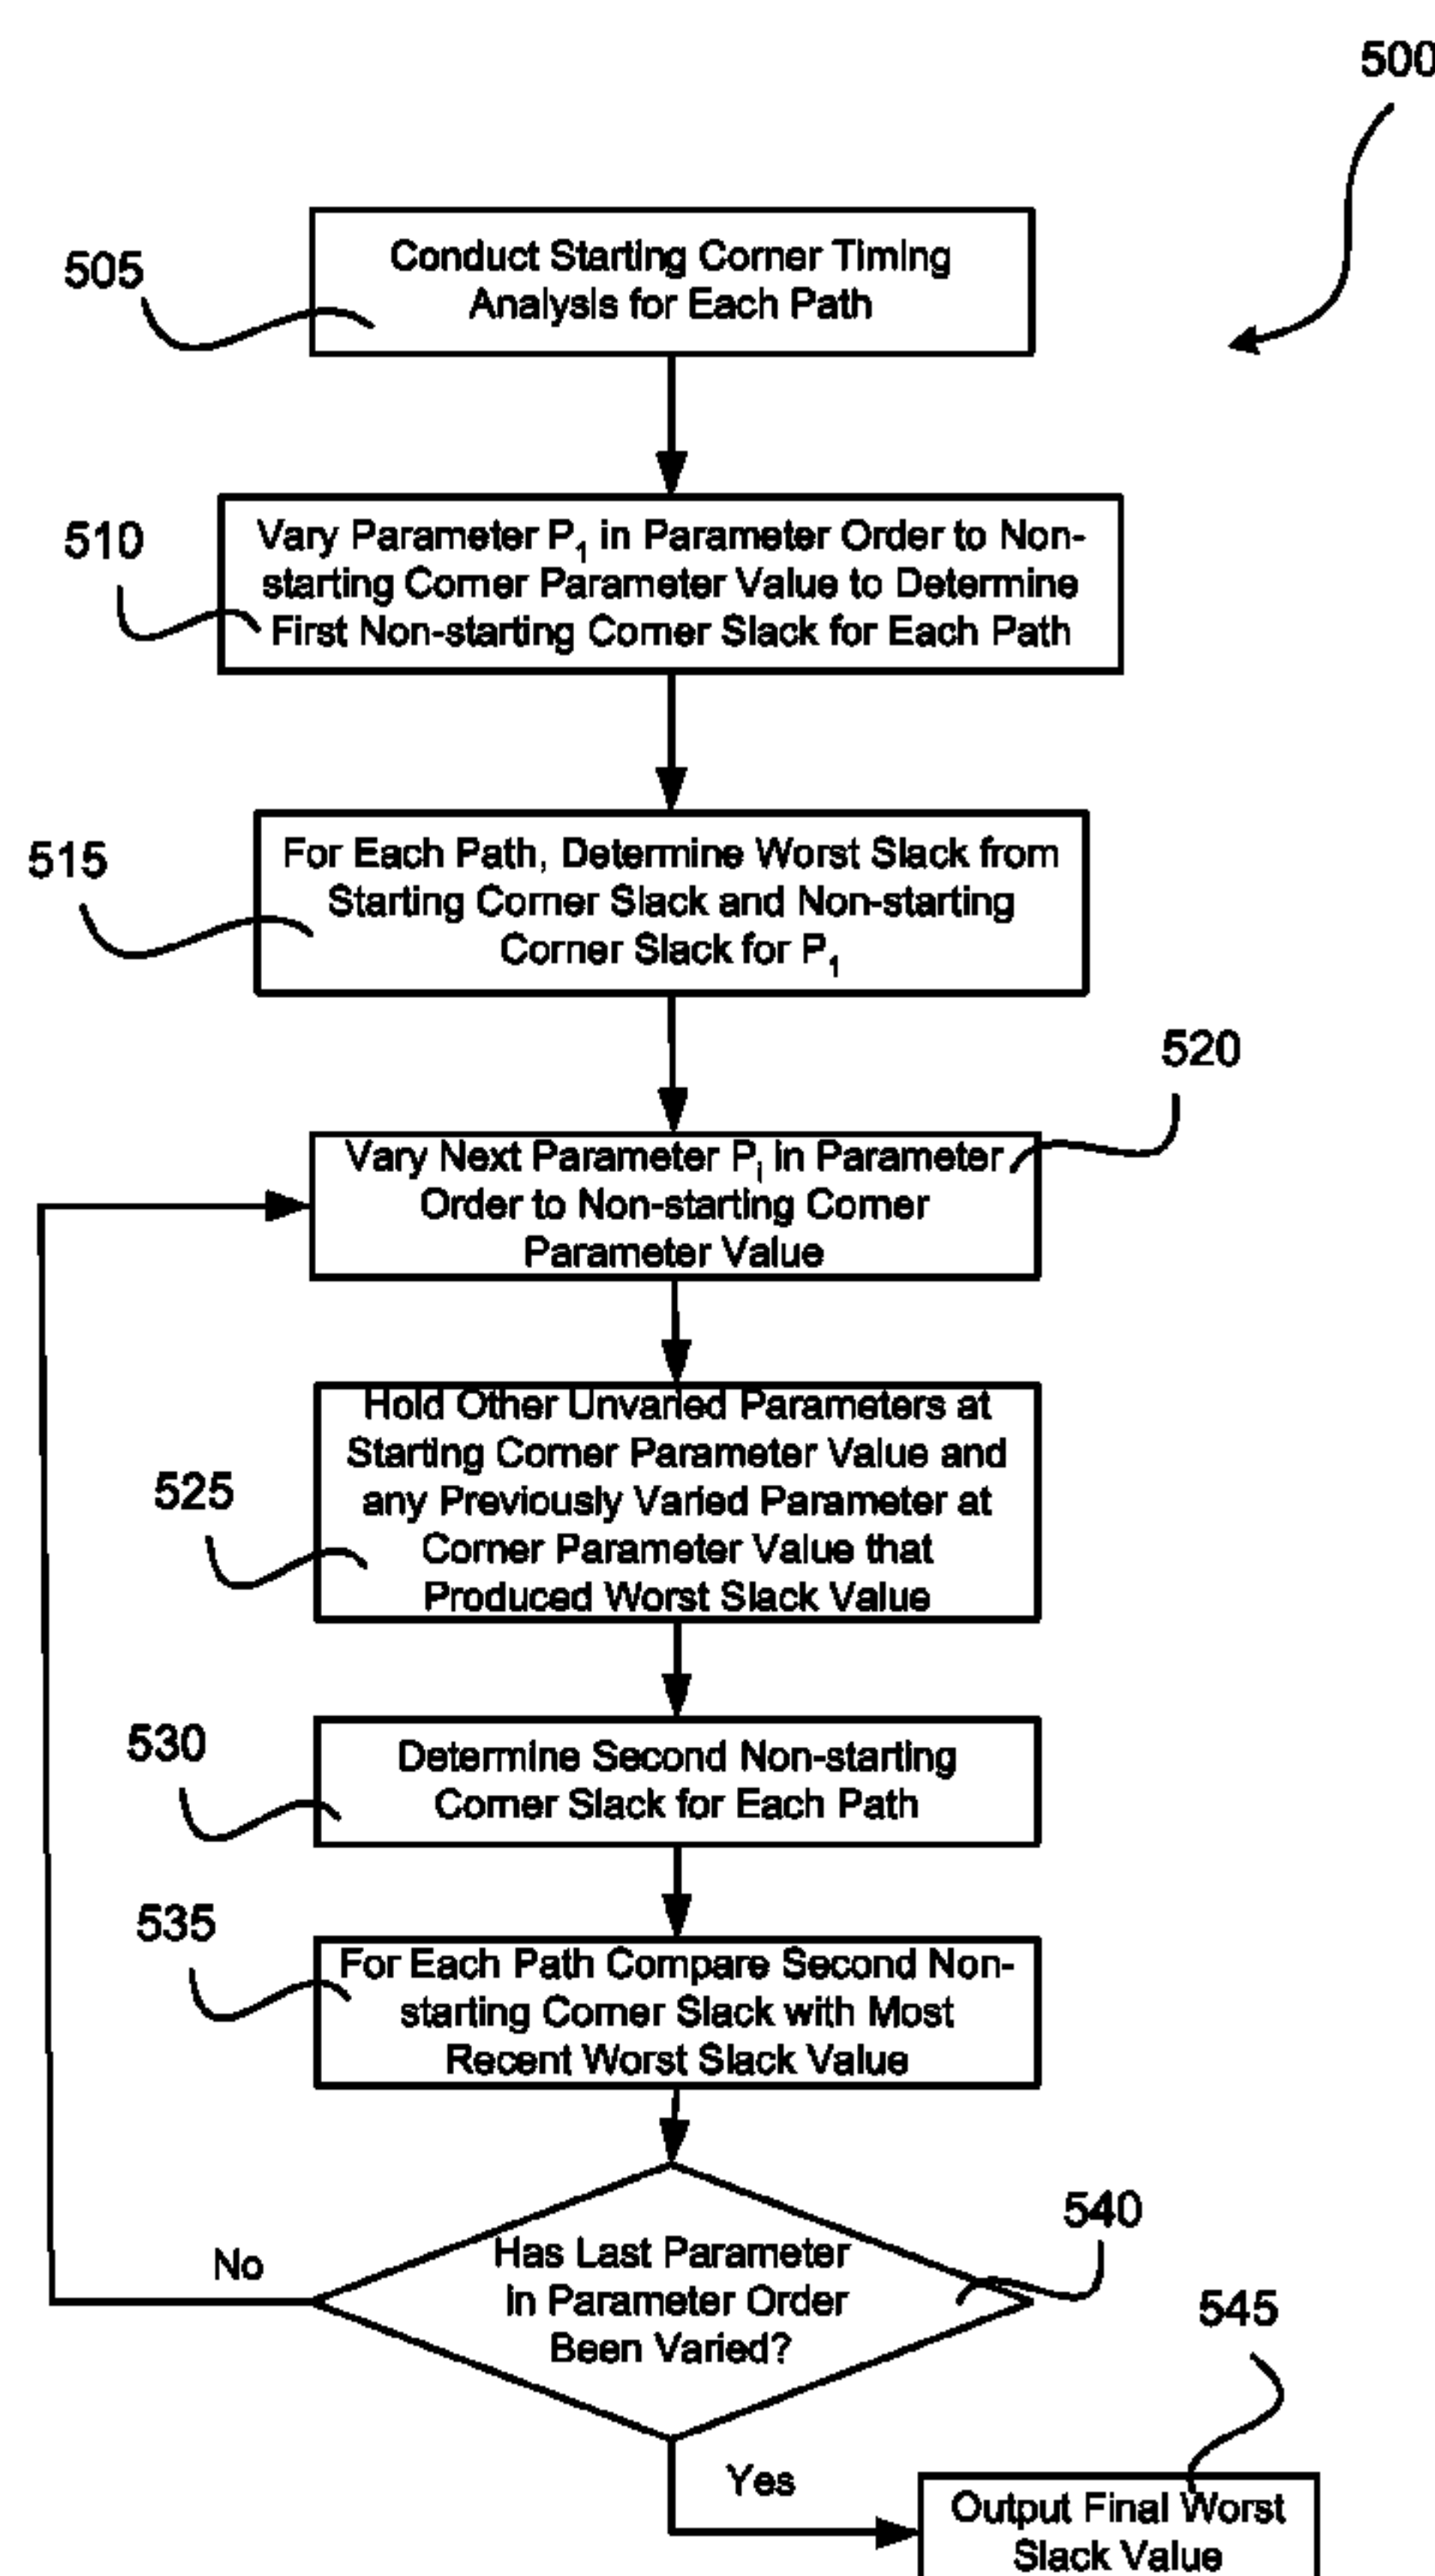 500
505
Conduct Starting Corner Timing
Analysis for Each Path
510
Vary Parameter P1 in Parameter Order to Non-
starting Corner Parameter Value to Determine
First Non-starting Corner Slack for Each Path
515
For Each Path, Determine Worst Slack from
Starting Corner Slack and Non-starting
Corner Slack for P1
520
Vary Next Parameter Pi in Parameter
Order to Non-starting Corner
Parameter Value
525
Hold Other Unvaried Parameters at
Starting Corner Parameter Value and
any Previously Varied Parameter at
Corner Parameter Value that
Produced Worst Slack Value
530
Determine Second Non-starting
Corner Slack for Each Path
535
For Each Path Compare Second Non-
starting Corner Slack with Most
Recent Worst Slack Value
540
Has Last Parameter
in Parameter Order
Been Varied?
No
Yes
545
Output Final Worst
Slack Value